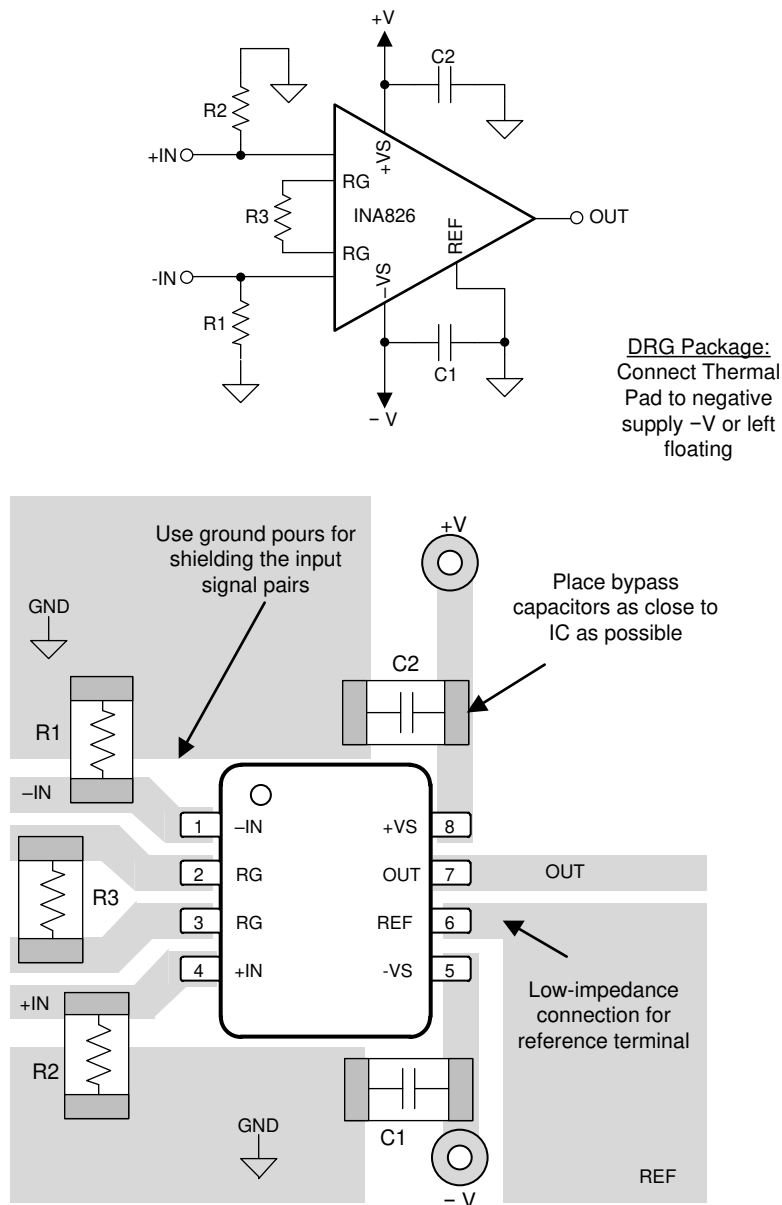 +V
C2
R2
+IN
+VS
RG
R3
INA826
OUT
REF
RG
-IN
−VS
R1
C1
− V
DRG Package:
Connect Thermal
Pad to negative
supply −V or left
floating
Use ground pours for
shielding the input
signal pairs
+V
Place bypass
capacitors as close to
IC as possible
GND
C2
R1
–IN
1
–IN
+VS
8
2
RG
OUT
7
OUT
R3
3
RG
REF
6
4
+IN
-VS
5
+IN
Low-impedance
connection for
reference terminal
R2
GND
C1
REF
− V